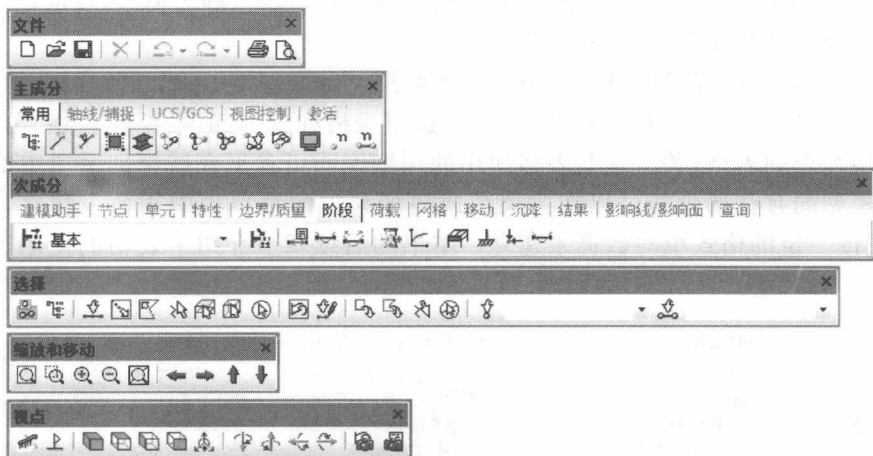 文件
主成分
常用 轴线/捕捉 UCS/GCS 视图控制 激活
n n
次成分
建模助手 节点 单元 特性 边界/质量 阶段 荷载 网格 移动 沉降 结果 影响线/影响面 查询
基本
选择
缩放和移动
视点